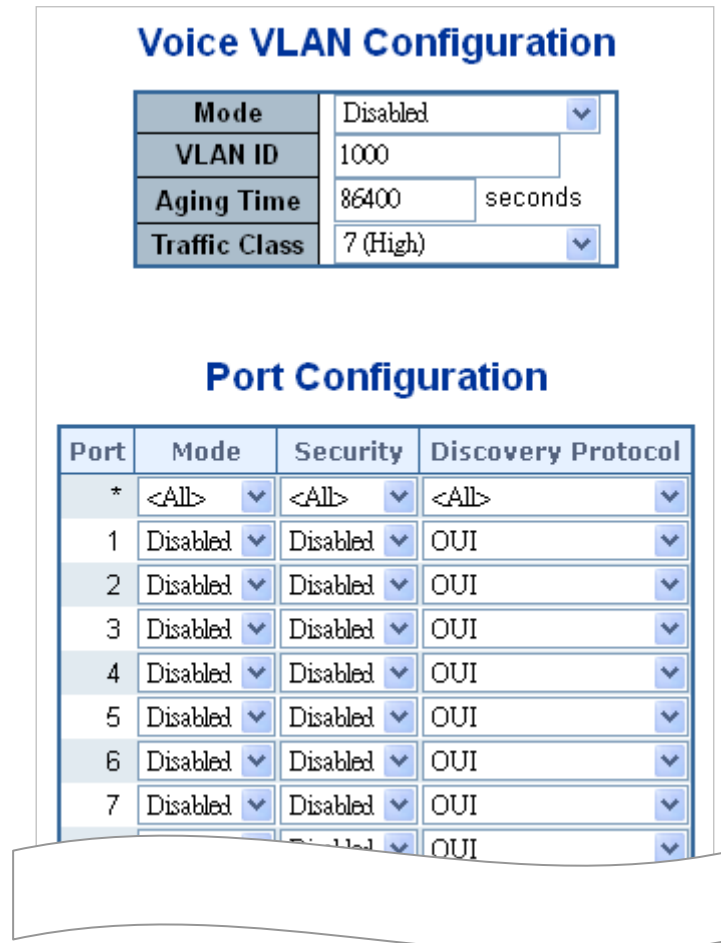 Voice VLAN Configuration
Mode Disabled
VLAN ID 1000
Aging Time 86400 seconds
Traffic Class 7 (High)
Port Configuration
Port Mode Security Discovery Protocol
* <All> <All> <All>
1 Disabled Disabled OUI
2 Disabled Disabled OUI
3 Disabled Disabled OUI
4 Disabled Disabled OUI
5 Disabled Disabled OUI
6 Disabled Disabled OUI
7 Disabled Disabled OUI
OUI